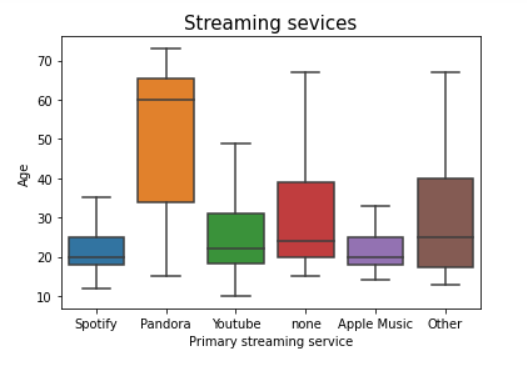 Streaming sevices
Age
70
60
50
40
30
20
10
Spotify Pandora Youtube none Apple Music Other
Primary streaming service